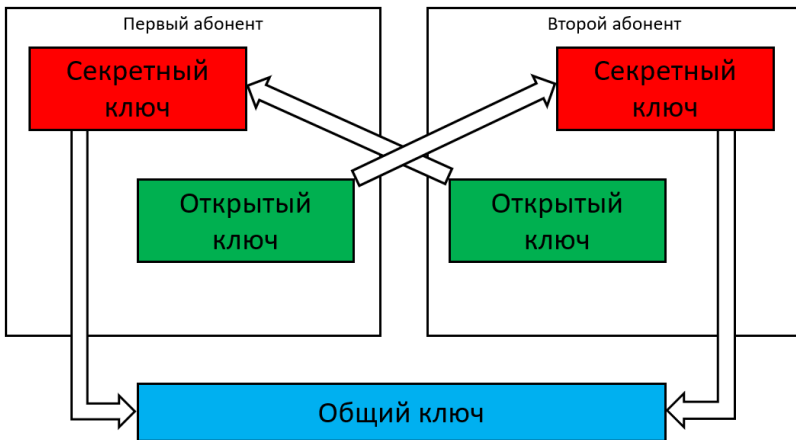 Первый абонент
Второй абонент
Секретный
ключ
Секретный
ключ
Открытый
ключ
Открытый
ключ
Общий ключ